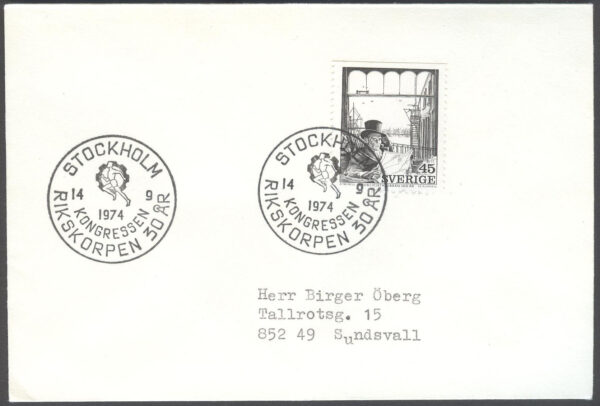 STOCKHOLM
14 9
1974
KONGRESSEN
RIKSKORPEN 30 ÅR
STOCKHOLM
14 9
1974
KONGRESSEN
RIKSKORPEN 30 ÅR
45
SVERIGE
Herr Birger Öberg
Tallrotsg. 15
852 49 Sundsvall